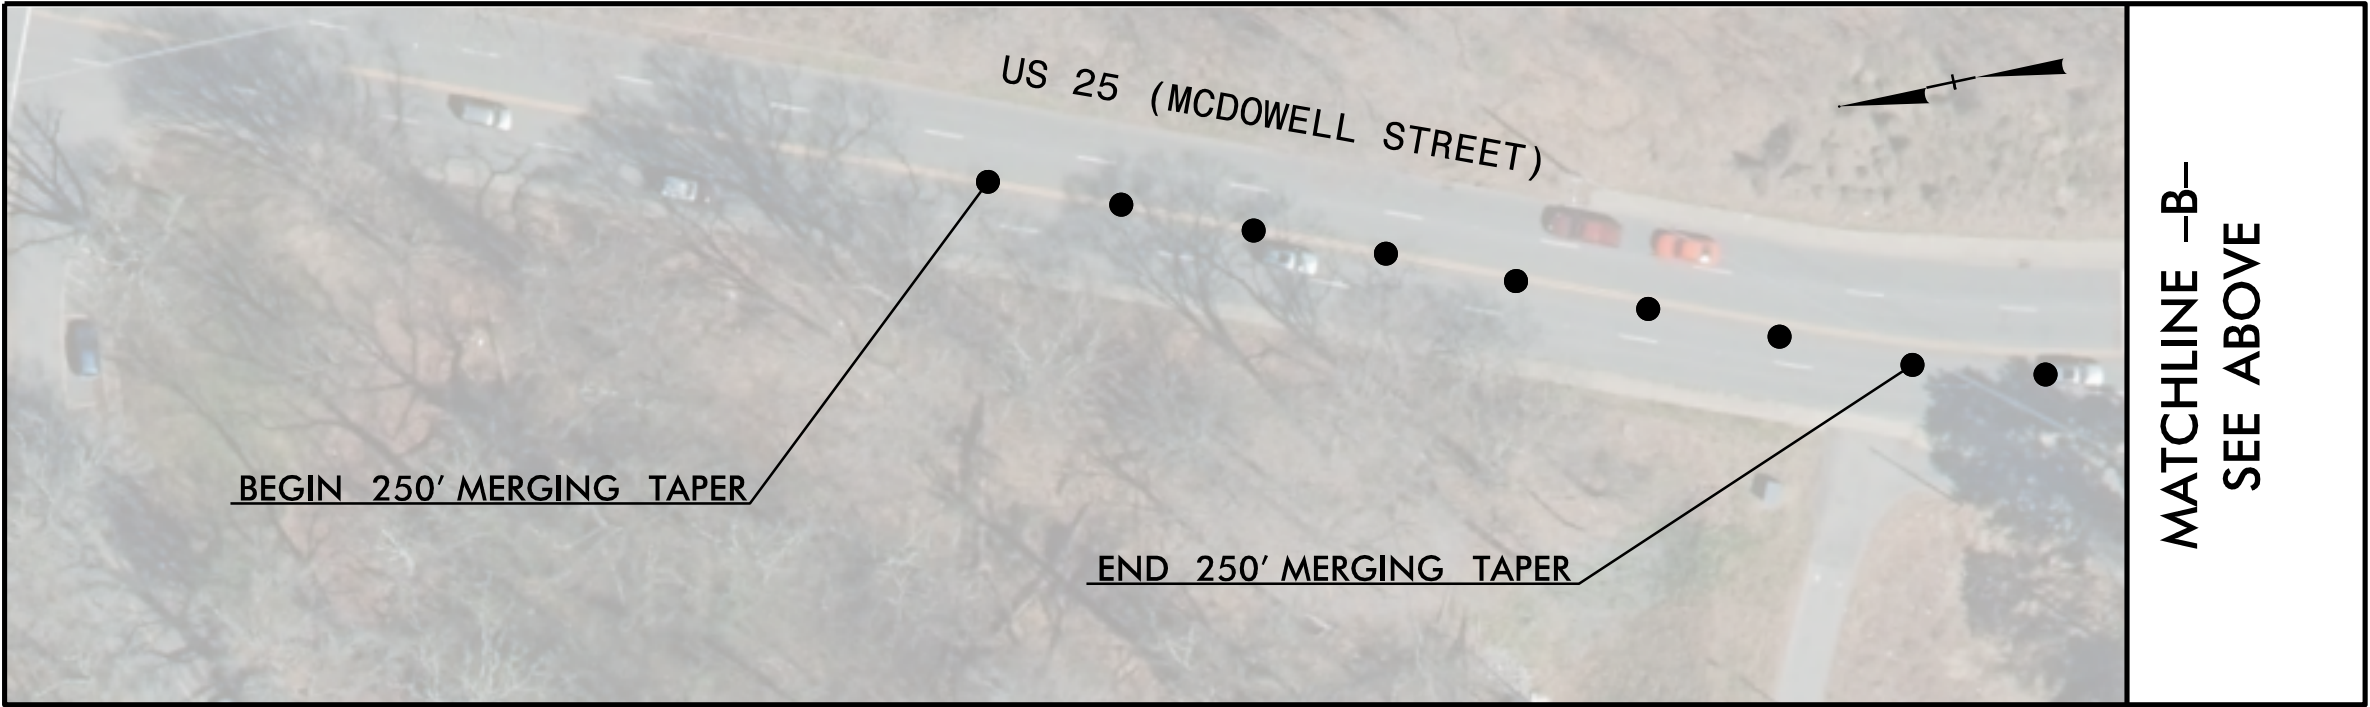 US 25 (MCDOWELL STREET)
BEGIN 250' MERGING TAPER
END 250' MERGING TAPER
MATCHLINE -B-
SEE ABOVE